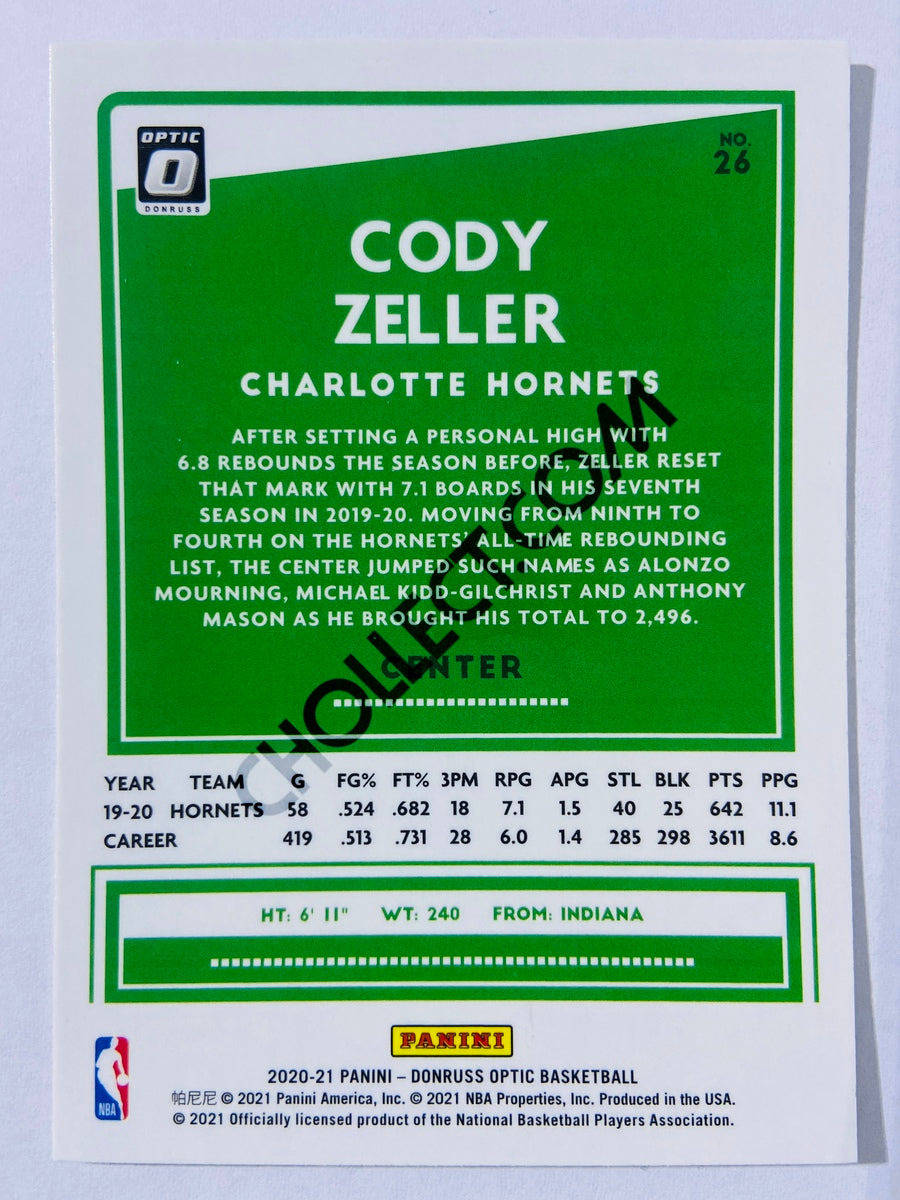 OPTIC
DONRUSS
NO.
26
CODY
ZELLER
CHARLOTTE HORNETS
AFTER SETTING A PERSONAL HIGH WITH
6.8 REBOUNDS THE SEASON BEFORE, ZELLER RESET
THAT MARK WITH 7.1 BOARDS IN HIS SEVENTH
SEASON IN 2019-20. MOVING FROM NINTH TO
FOURTH ON THE HORNETS' ALL-TIME REBOUNDING
LIST, THE CENTER JUMPED SUCH NAMES AS ALONZO
MOURNING, MICHAEL KIDD-GILCHRIST AND ANTHONY
MASON AS HE BROUGHT HIS TOTAL TO 2,496.
CENTER
CHOLLECT.COM
YEAR TEAM G FG% FT% 3PM RPG APG STL BLK PTS PPG
19-20 HORNETS 58 .524 .682 18 7.1 1.5 40 25 642 11.1
CAREER 419 .513 .731 28 6.0 1.4 285 298 3611 8.6
HT: 6' 11" WT: 240 FROM: INDIANA
PANINI
NBA
2020-21 PANINI – DONRUSS OPTIC BASKETBALL
帕尼尼 © 2021 Panini America, Inc. © 2021 NBA Properties, Inc. Produced in the USA.
© 2021 Officially licensed product of the National Basketball Players Association.